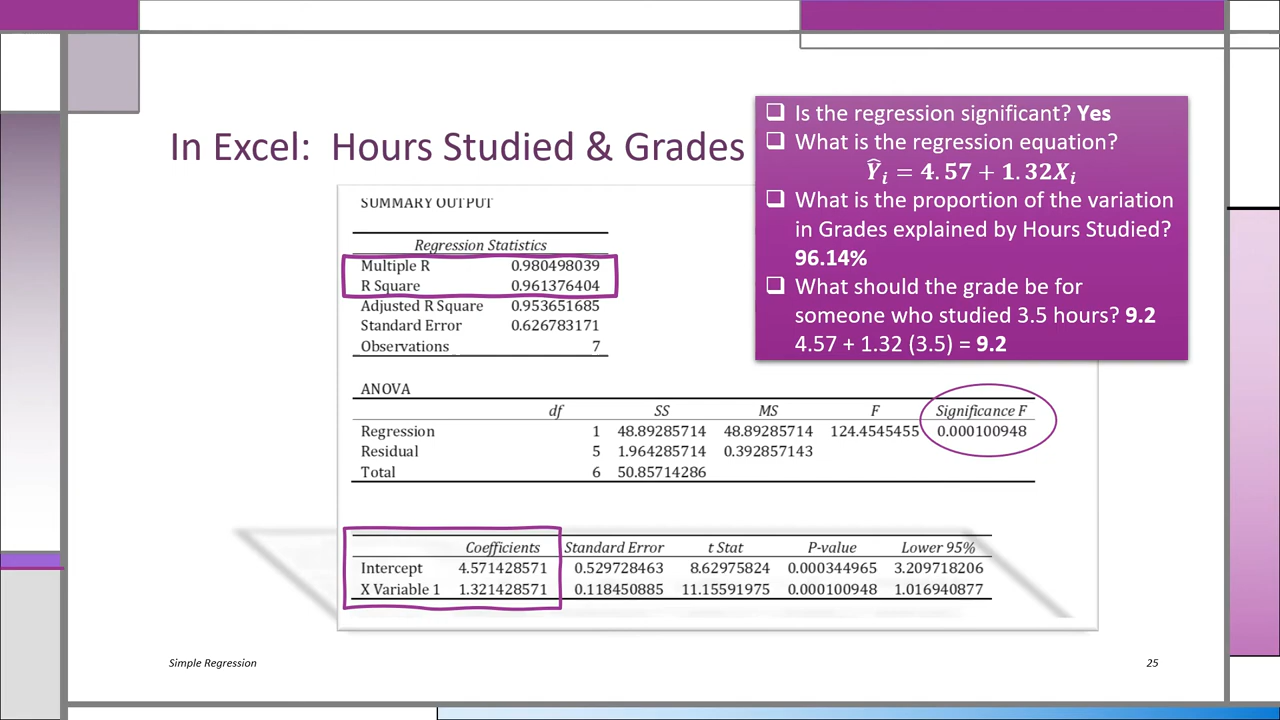 In Excel: Hours Studied & Grades
☐ Is the regression significant? Yes
☐ What is the regression equation?
Ŷᵢ = 4.57 + 1.32Xᵢ
☐ What is the proportion of the variation
in Grades explained by Hours Studied?
96.14%
☐ What should the grade be for
someone who studied 3.5 hours? 9.2
4.57 + 1.32 (3.5) = 9.2
SUMMARY OUTPUT
Regression Statistics
Multiple R 0.980498039
R Square 0.961376404
Adjusted R Square 0.953651685
Standard Error 0.626783171
Observations 7
ANOVA
df SS MS F Significance F
Regression 1 48.89285714 48.89285714 124.4545455 0.000100948
Residual 5 1.964285714 0.392857143
Total 6 50.85714286
Coefficients Standard Error t Stat P-value Lower 95%
Intercept 4.571428571 0.529728463 8.62975824 0.000344965 3.209718206
X Variable 1 1.321428571 0.118450885 11.15591975 0.000100948 1.016940877
Simple Regression
25